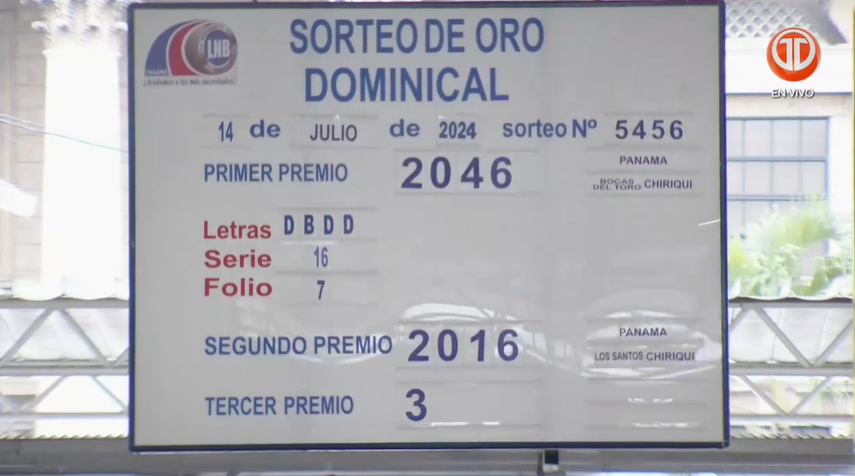 LNB
PANAMA
¡Ayudamos a los más necesitados!
SORTEO DE ORO
DOMINICAL
EN VIVO
14 de JULIO de 2024 sorteo Nº 5456
PRIMER PREMIO 2046 PANAMA
BOCAS DEL TORO CHIRIQUI
Letras D B D D
Serie 16
Folio 7
SEGUNDO PREMIO 2016 PANAMA
LOS SANTOS CHIRIQUI
TERCER PREMIO 3